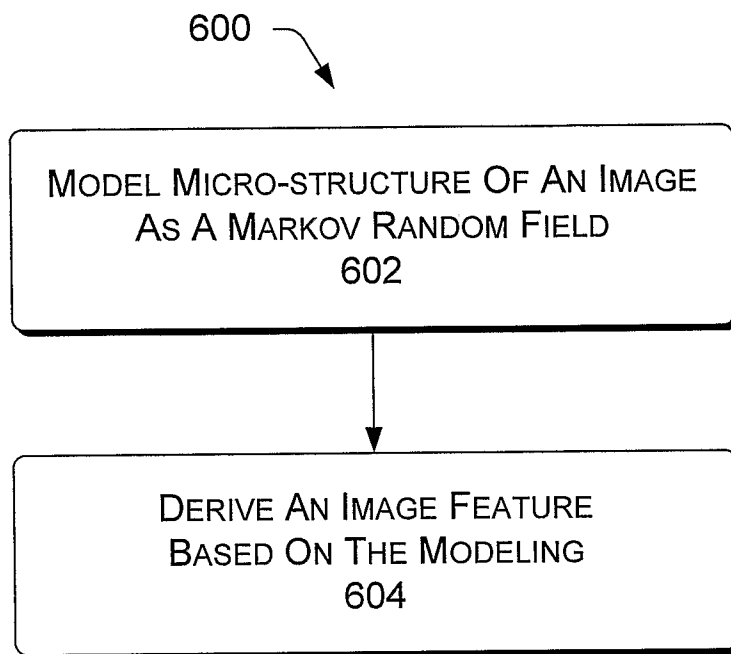 600
MODEL MICRO-STRUCTURE OF AN IMAGE
AS A MARKOV RANDOM FIELD
602
DERIVE AN IMAGE FEATURE
BASED ON THE MODELING
604